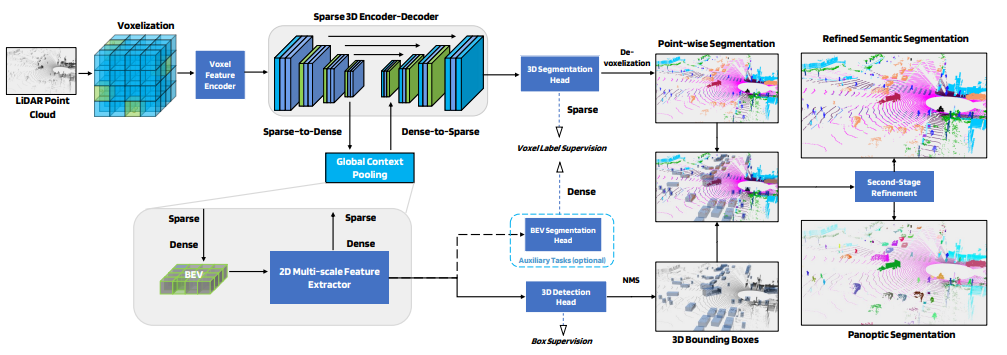 Sparse 3D Encoder-Decoder
Voxelization
Voxel
Feature
Encoder
LiDAR Point
Cloud
Sparse-to-Dense
Dense-to-Sparse
Global Context
Pooling
Sparse
Dense
BEV
Sparse
Dense
2D Multi-scale Feature
Extractor
3D Segmentation
Head
Sparse
Voxel Label Supervision
Dense
BEV Segmentation
Head
Auxiliary Tasks (optional)
3D Detection
Head
Box Supervision
De-
voxelization
NMS
Point-wise Segmentation
3D Bounding Boxes
Refined Semantic Segmentation
Second-Stage
Refinement
Panoptic Segmentation